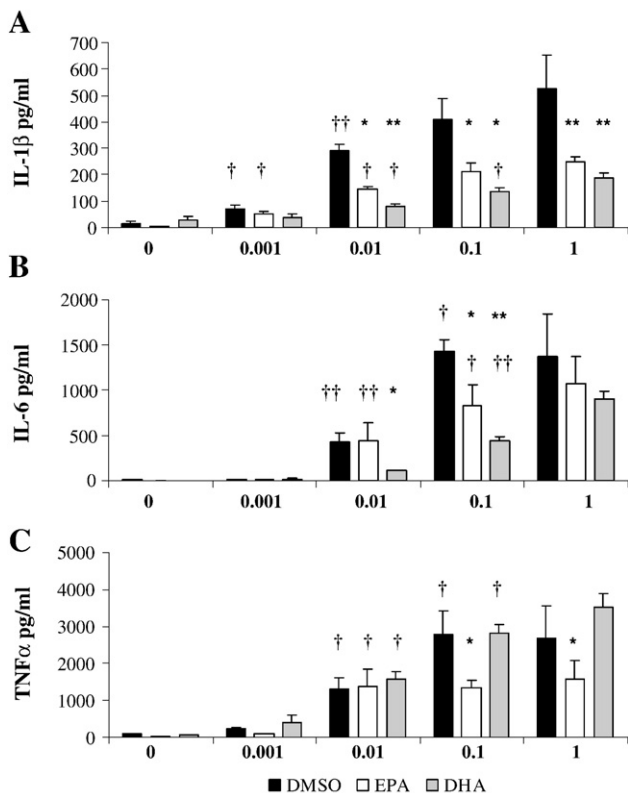 A
IL-1β pg/ml
700
600
500
400
300
200
100
0
†† * **
* *
** **
† †
† †
†
0 0.001 0.01 0.1 1
B
IL-6 pg/ml
2000
1500
1000
500
0
† * **
† ††
†† †† *
0 0.001 0.01 0.1 1
C
TNFα pg/ml
5000
4000
3000
2000
1000
0
† †
† † †
* *
0 0.001 0.01 0.1 1
DMSO EPA DHA